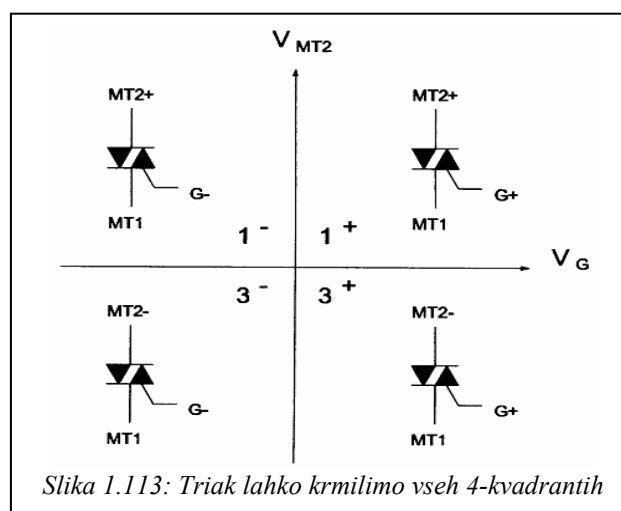 V MT2
MT2+ MT2+
G- G+
MT1 MT1
1 - 1 +
V G
3 - 3 +
MT2- MT2-
G- G+
MT1 MT1
Slika 1.113: Triak lahko krmilimo vseh 4-kvadrantih